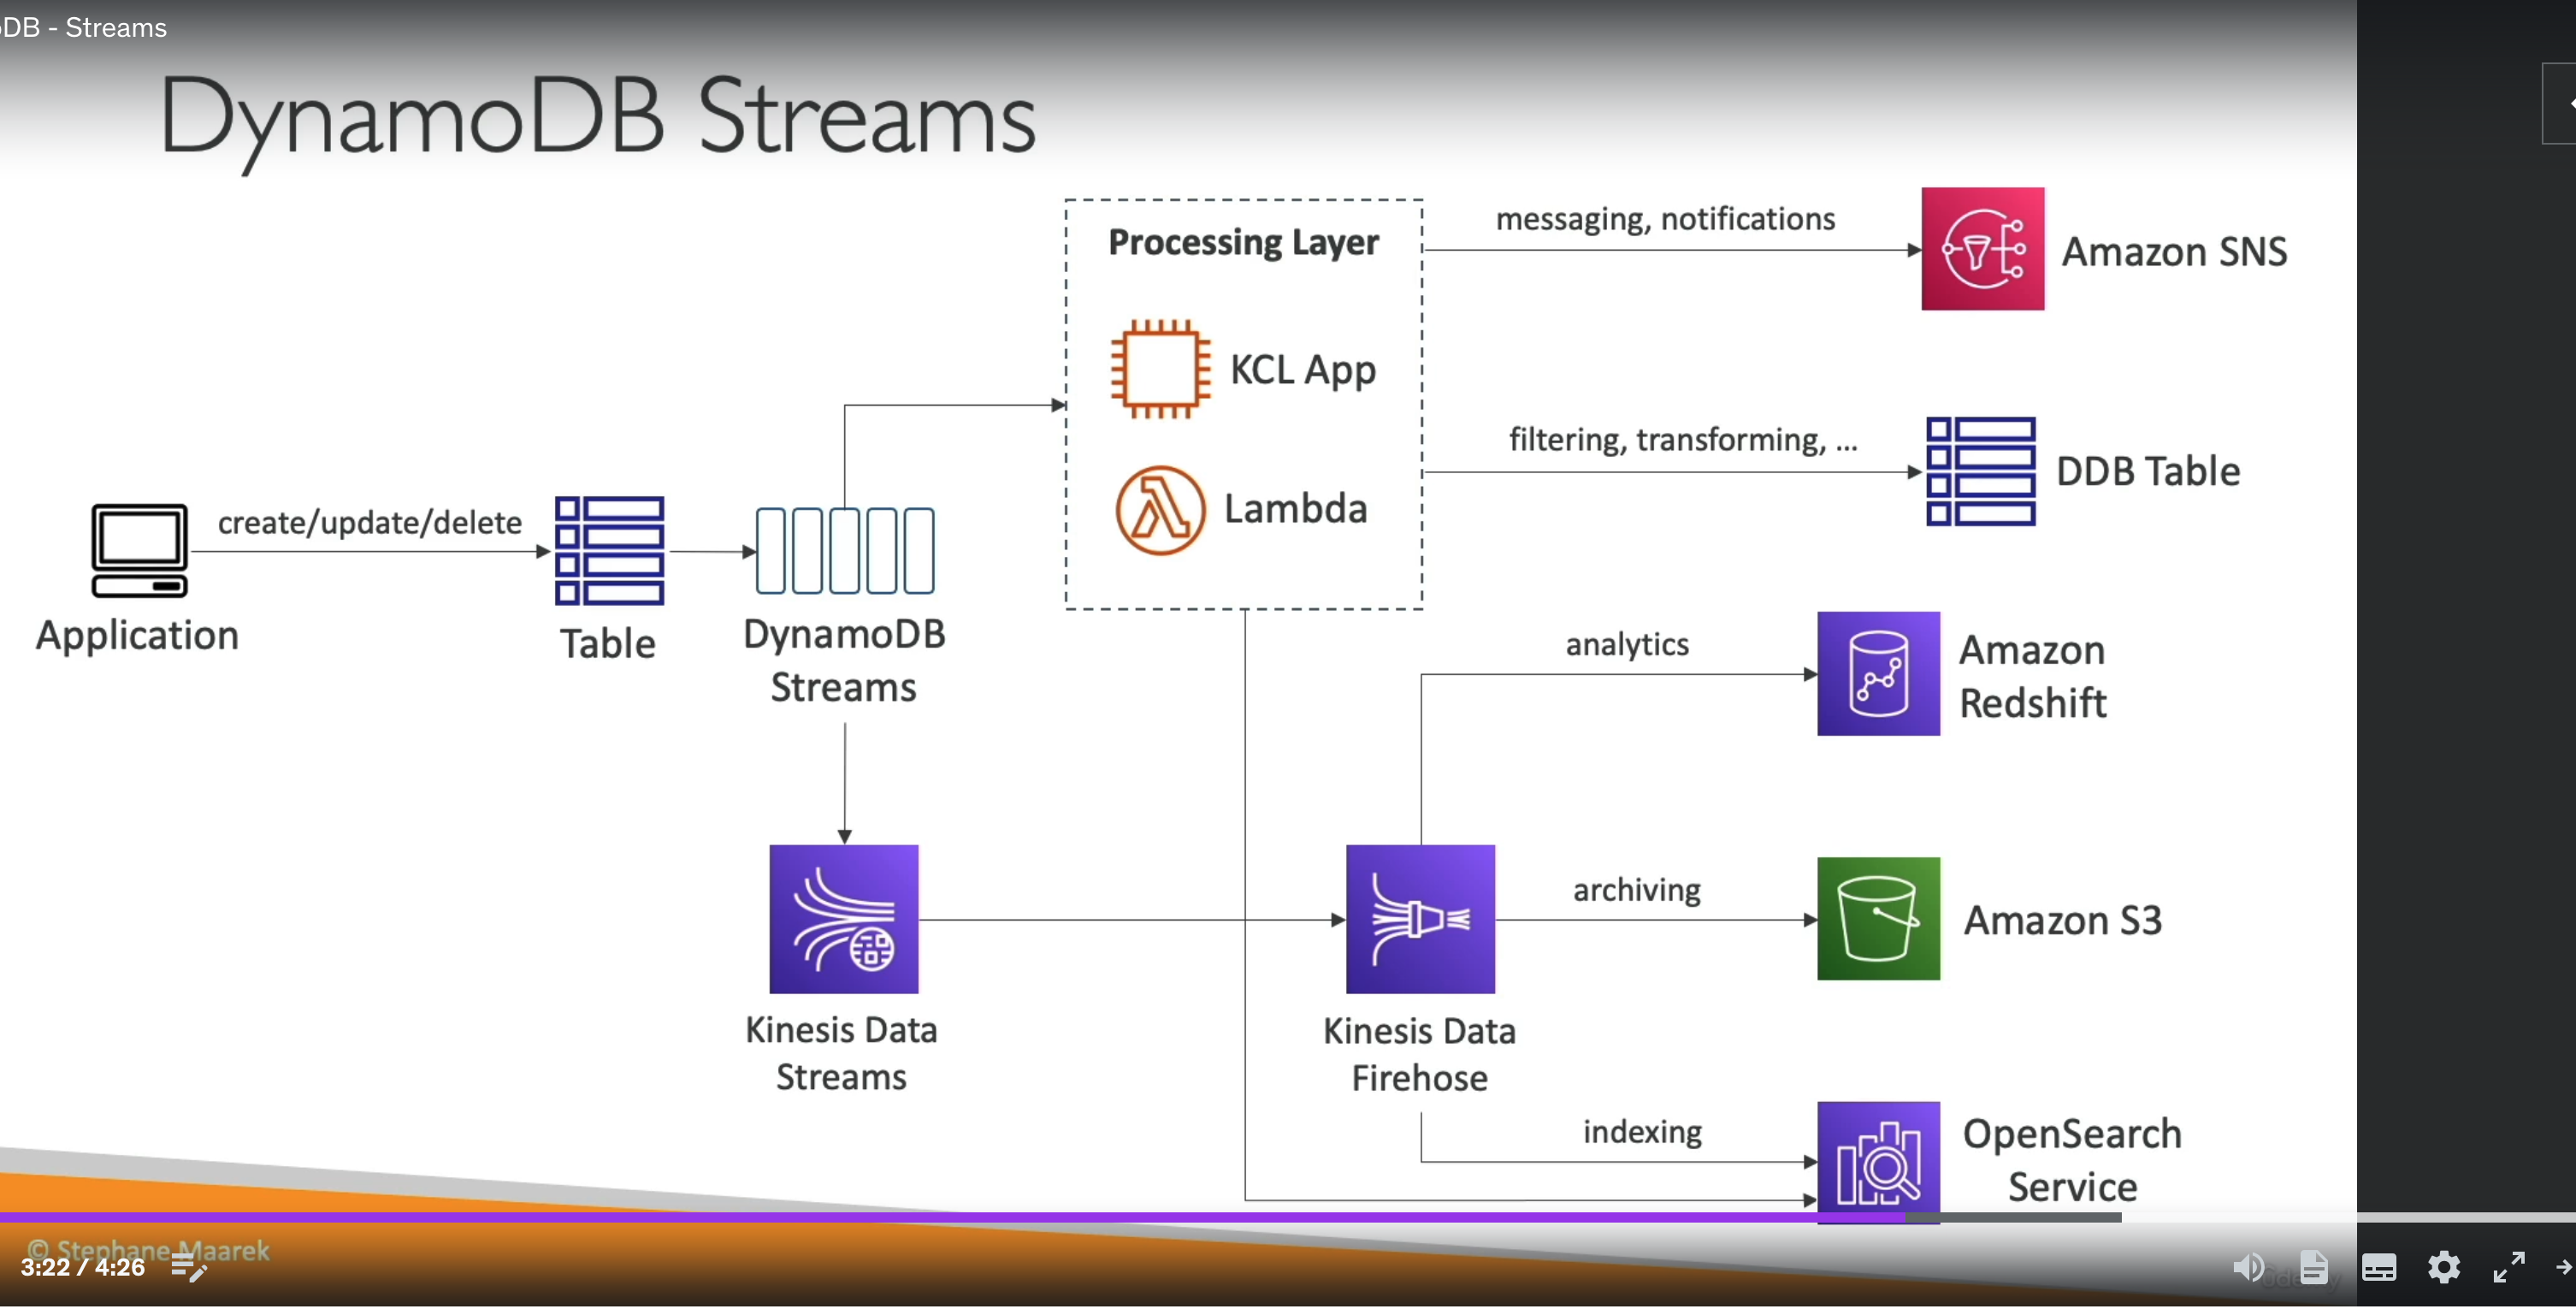 DB - Streams
DynamoDB Streams
Processing Layer
KCL App
Lambda
messaging, notifications
Amazon SNS
filtering, transforming, ...
DDB Table
create/update/delete
Application
Table
DynamoDB
Streams
analytics
Amazon
Redshift
archiving
Amazon S3
Kinesis Data
Streams
Kinesis Data
Firehose
indexing
OpenSearch
Service
© Stephane Maarek
3:22 / 4:26